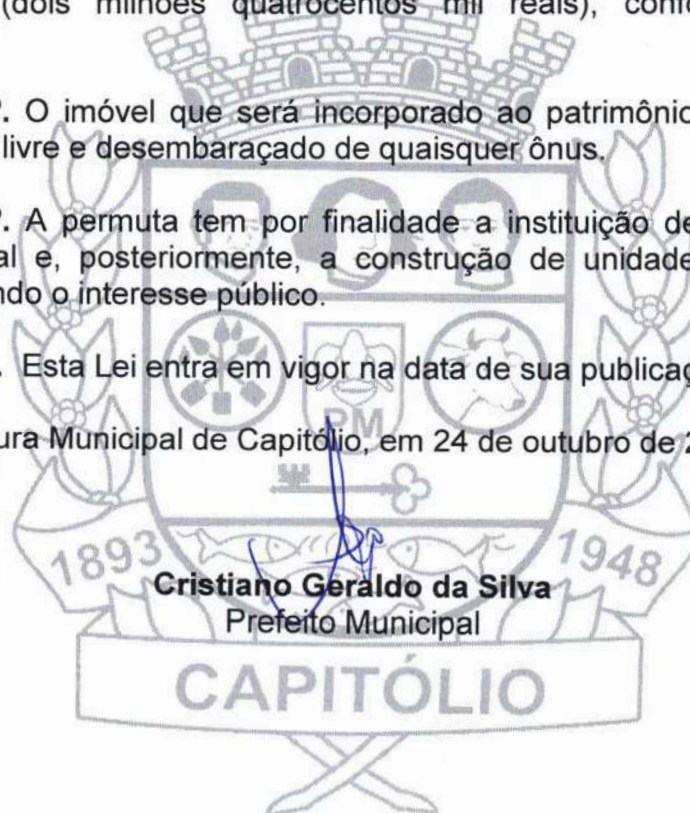 (dois milhões quatrocentos mil reais),
. O imóvel que será incorporado ao patrimônio
livre e desembaraçado de quaisquer ônus.
. A permuta tem por finalidade a instituição de
al e, posteriormente, a construção de unidade
ndo o interesse público.
. Esta Lei entra em vigor na data de sua publicaç
ura Municipal de Capitólio, em 24 de outubro de 2
PM
1893
1948
Cristiano Geraldo da Silva
Prefeito Municipal
CAPITÓLIO